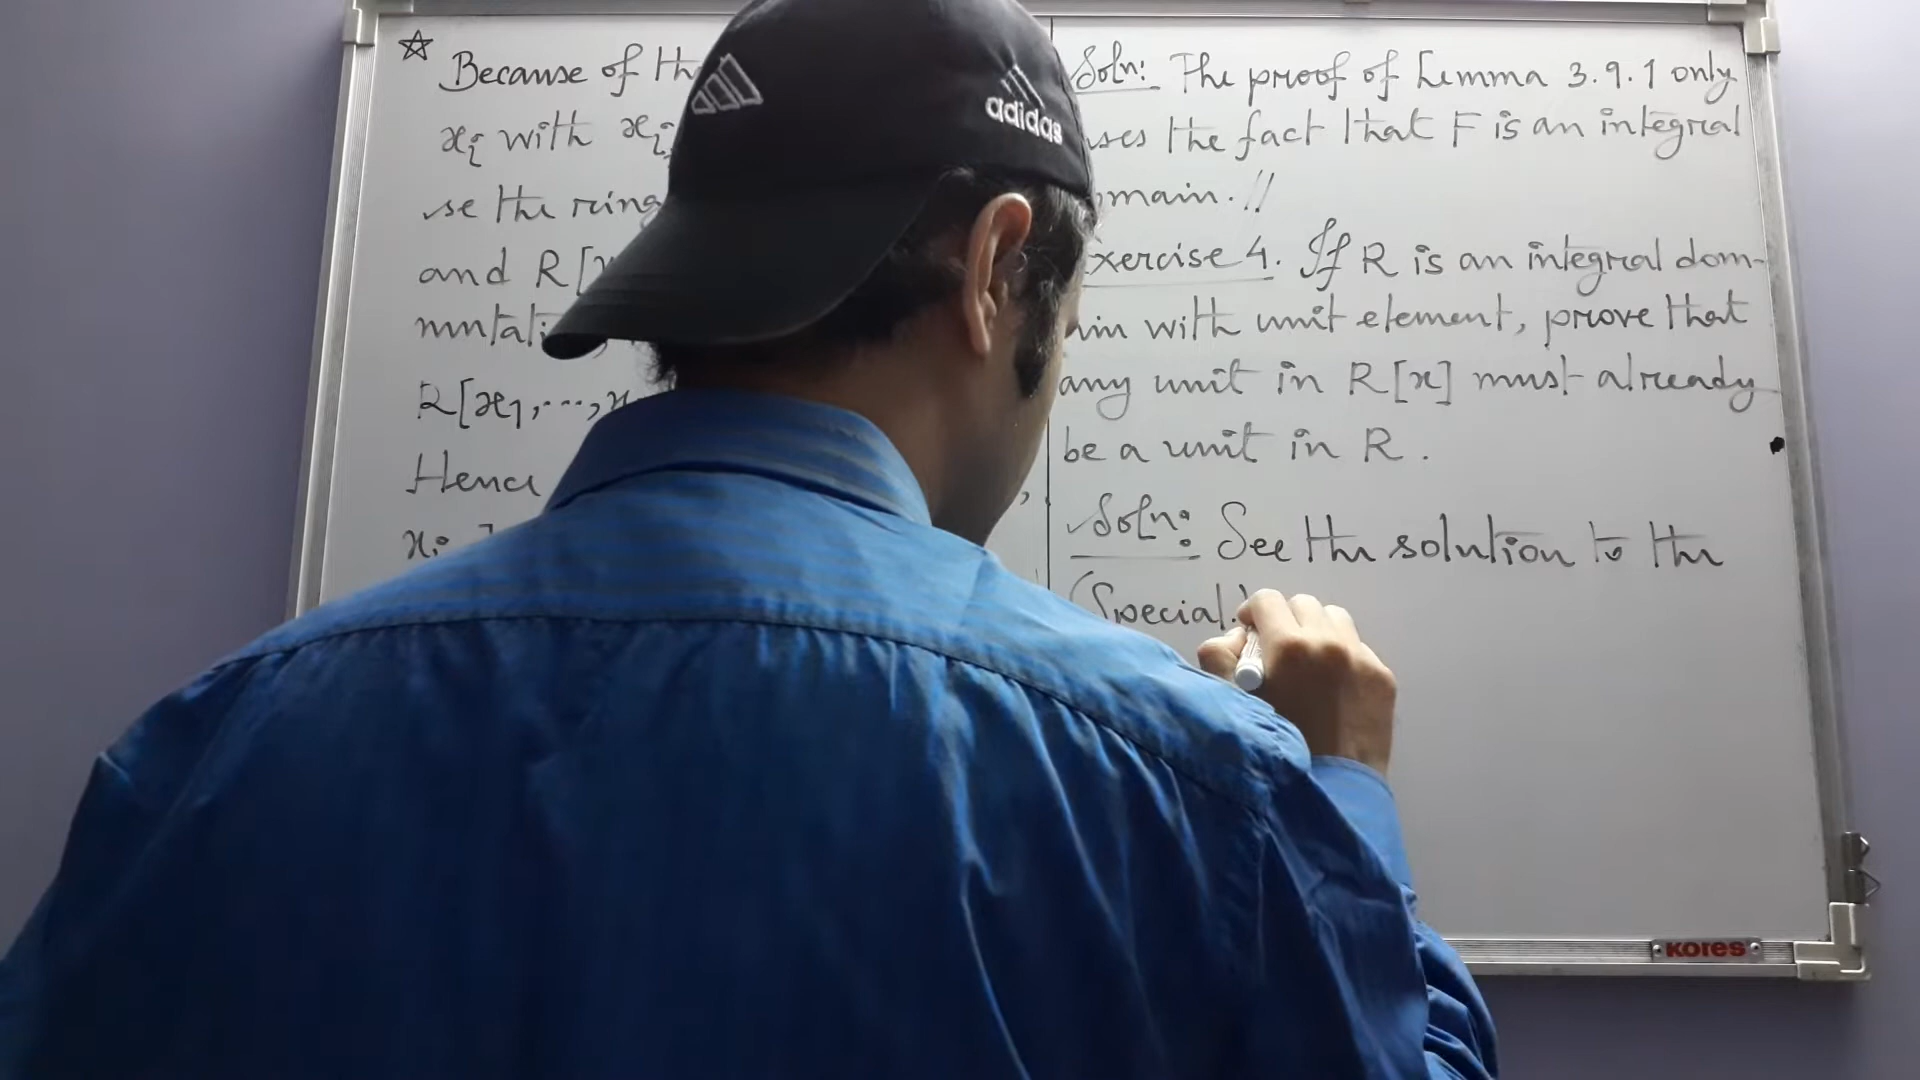 Because of
x_i with x_i
se the ring
and R[x
mutati
R[x_1, ..., x
Hence
x_i
Soln: The proof of Lemma 3.9.1 only
uses the fact that F is an integral
omain. //
Exercise 4. If R is an integral dom-
ain with unit element, prove that
any unit in R[x] must already
be a unit in R.
Soln: See the solution to the
(Special.
adidas
Kores